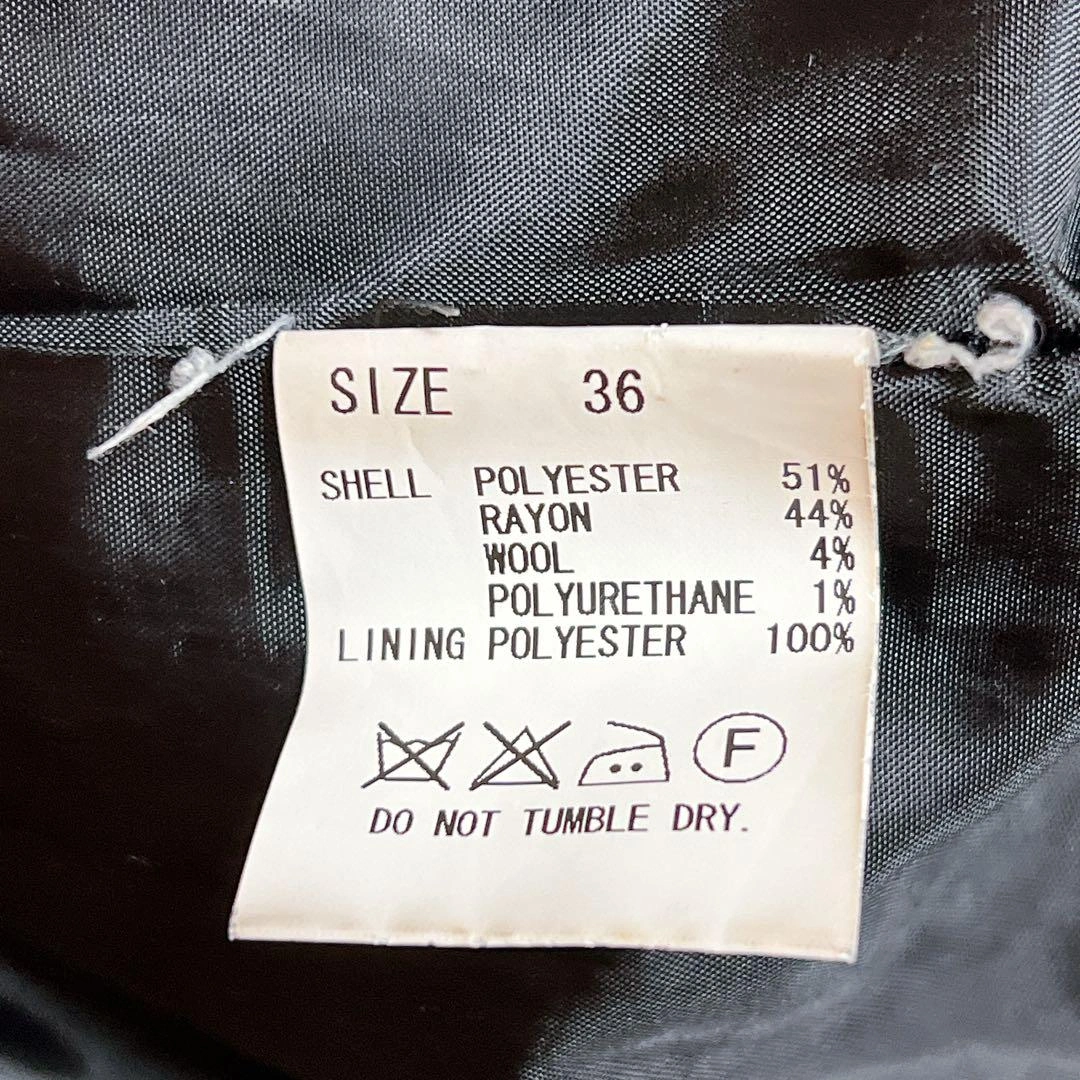 SIZE 36
SHELL POLYESTER 51%
RAYON 44%
WOOL 4%
POLYURETHANE 1%
LINING POLYESTER 100%
F
DO NOT TUMBLE DRY.